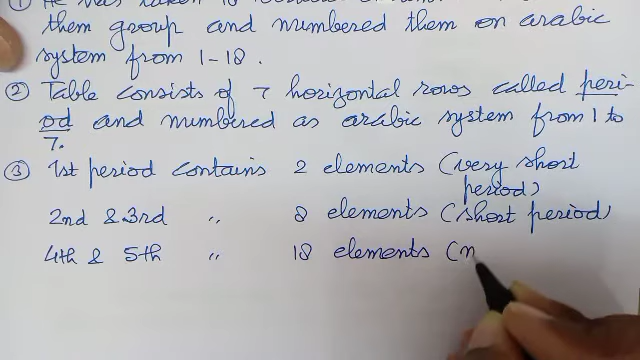 them group and numbered them on arabic
system from 1-18.
② Table consists of 7 horizontal rows called peri-
od and numbered as arabic system from 1 to
7.
③ 1st period contains 2 elements (very short
period)
2nd & 3rd " 8 elements (short period)
4th & 5th " 18 elements (n